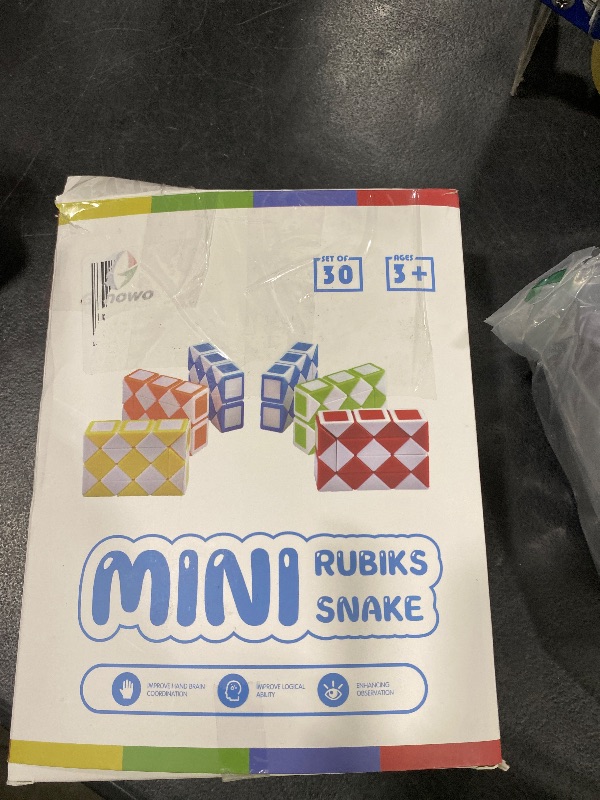 SET OF
30
AGES
3+
MINI
RUBIKS
SNAKE
IMPROVE HAND BRAIN
COORDINATION
IMPROVE LOGICAL
ABILITY
ENHANCING
OBSERVATION